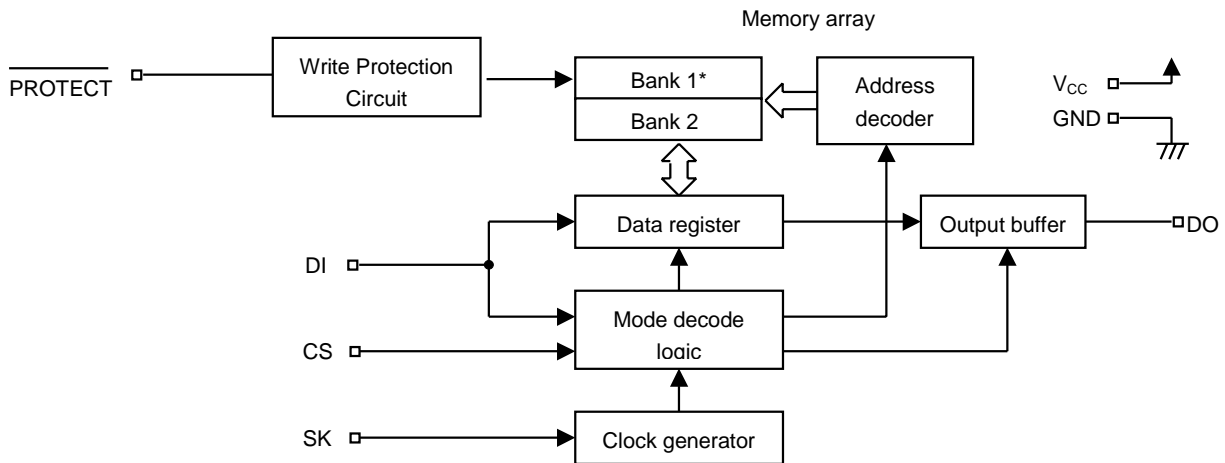 Memory array
PROTECT
Write Protection
Circuit
Bank 1*
Bank 2
Address
decoder
VCC
GND
Data register
Output buffer
DO
DI
Mode decode
logic
CS
SK
Clock generator